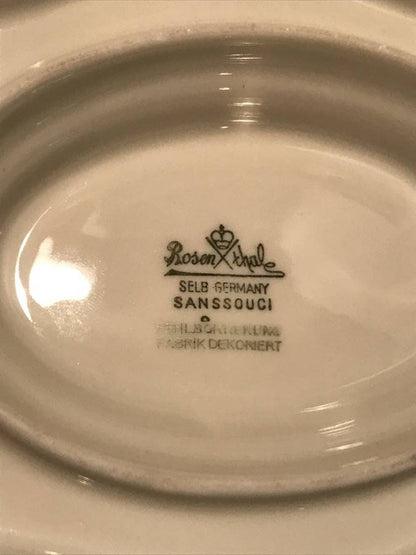 Rosenthal
SELB GERMANY
SANSSOUCI
FABRIK DEKORIERT